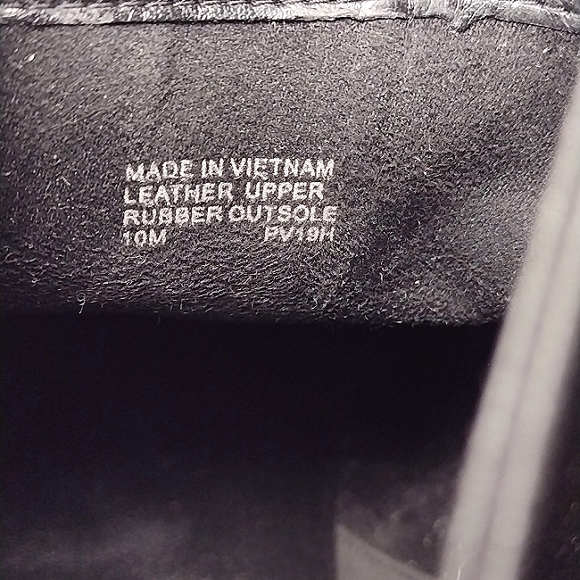 MADE IN VIETNAM
LEATHER UPPER
RUBBER OUTSOLE
10M PV19H